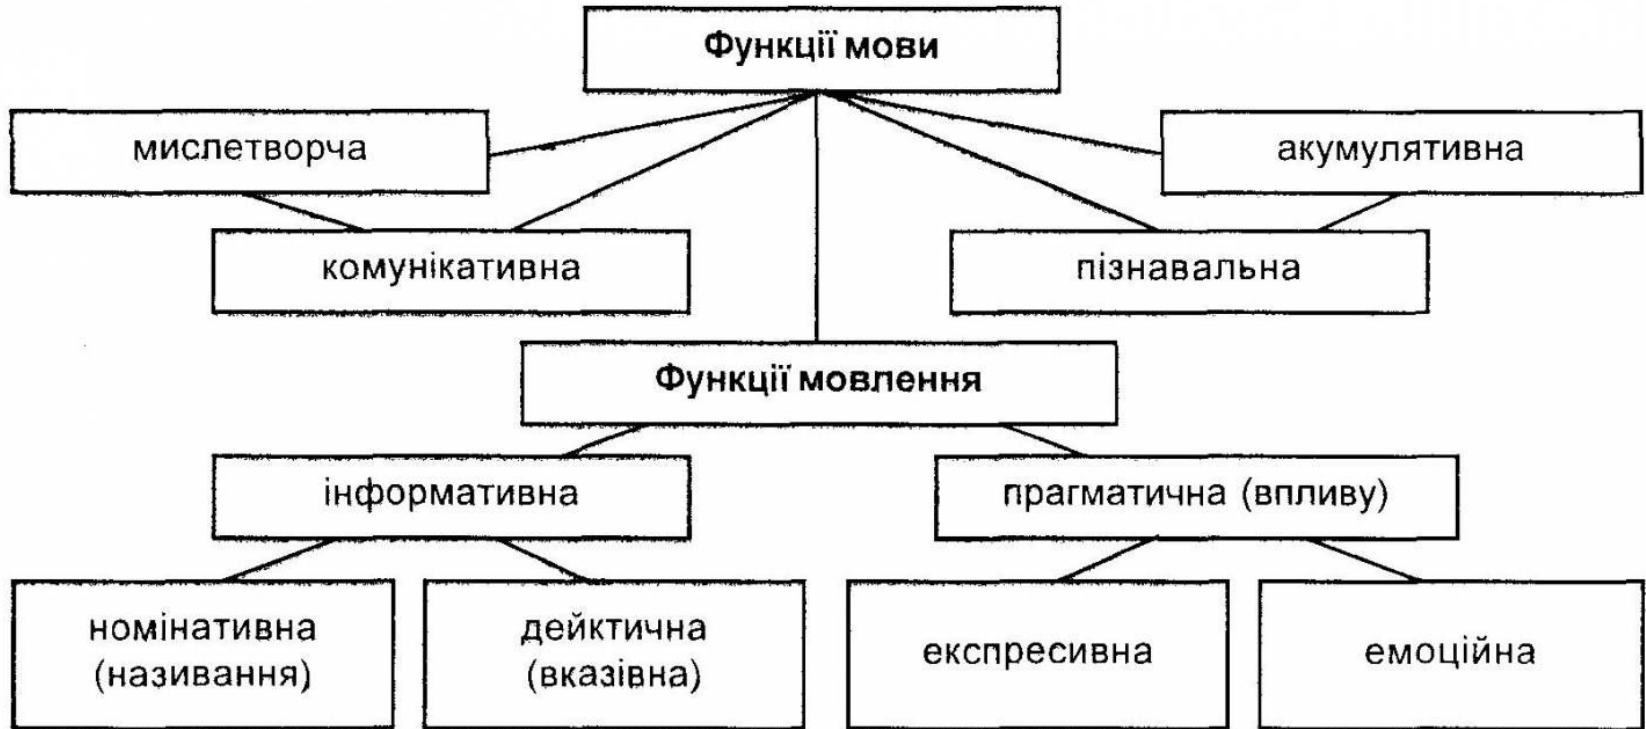 Функції мови
мислетворча
акумулятивна
комунікативна
пізнавальна
Функції мовлення
інформативна
прагматична (впливу)
номінативна
(називання)
дейктична
(вказівна)
експресивна
емоційна